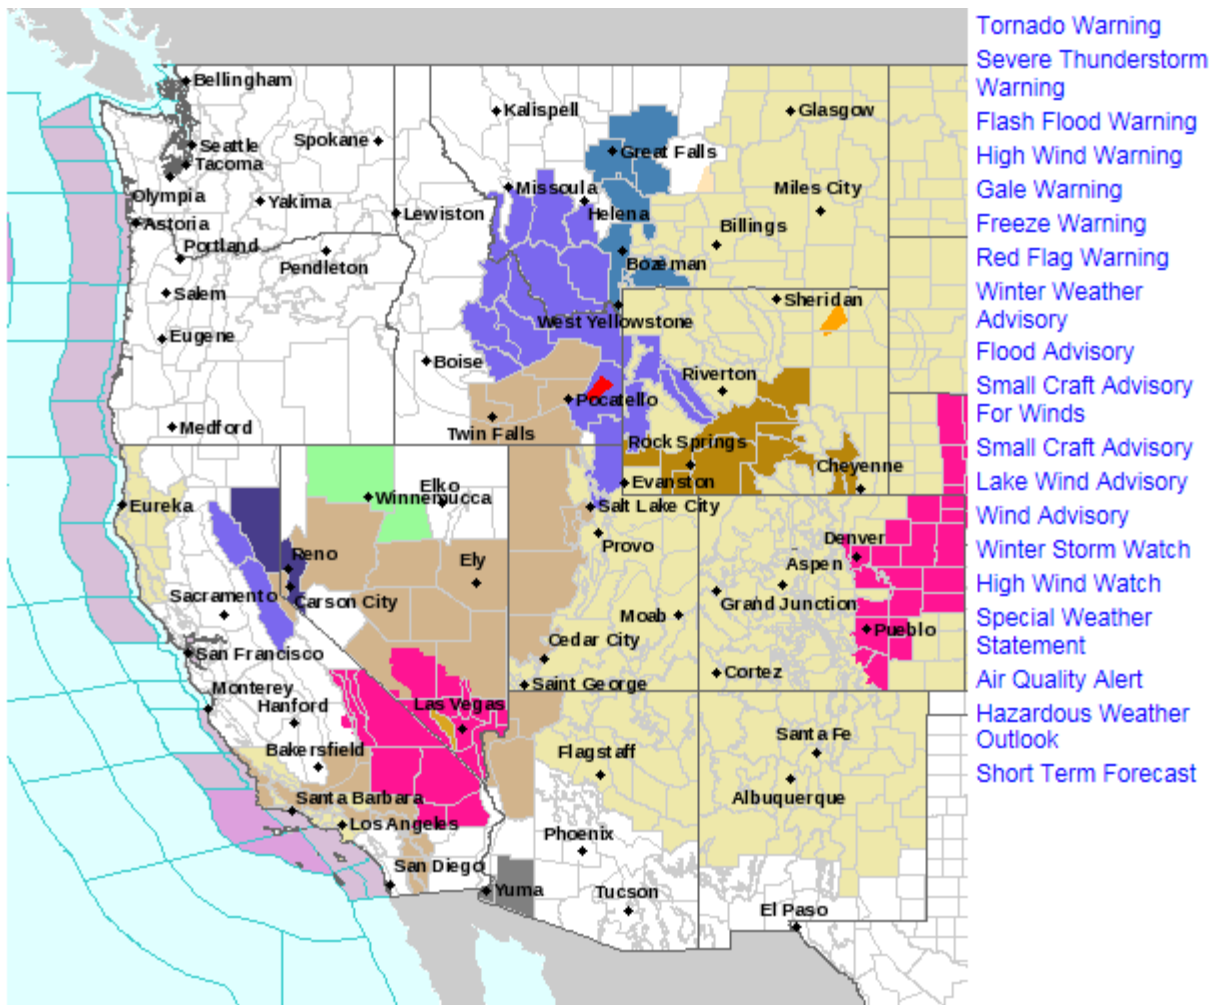 Bellingham
Kalispell
Glasgow
Seattle
Spokane
Great Falls
Tacoma
Missoula
Miles City
Olympia
Yakima
Lewiston
Helena
Astoria
Billings
Portland
Pendleton
Bozeman
Salem
Sheridan
West Yellowstone
Eugene
Boise
Riverton
Pocatello
Medford
Twin Falls
Rock Springs
Cheyenne
Elko
Evanston
Winnemucca
Eureka
Salt Lake City
Provo
Denver
Reno
Ely
Aspen
Sacramento
Carson City
Grand Junction
Moab
Pueblo
Cedar City
San Francisco
Cortez
Saint George
Monterey
Hanford
Las Vegas
Santa Fe
Bakersfield
Flagstaff
Santa Barbara
Albuquerque
Los Angeles
Phoenix
San Diego
Yuma
Tucson
El Paso
Tornado Warning
Severe Thunderstorm
Warning
Flash Flood Warning
High Wind Warning
Gale Warning
Freeze Warning
Red Flag Warning
Winter Weather
Advisory
Flood Advisory
Small Craft Advisory
For Winds
Small Craft Advisory
Lake Wind Advisory
Wind Advisory
Winter Storm Watch
High Wind Watch
Special Weather
Statement
Air Quality Alert
Hazardous Weather
Outlook
Short Term Forecast